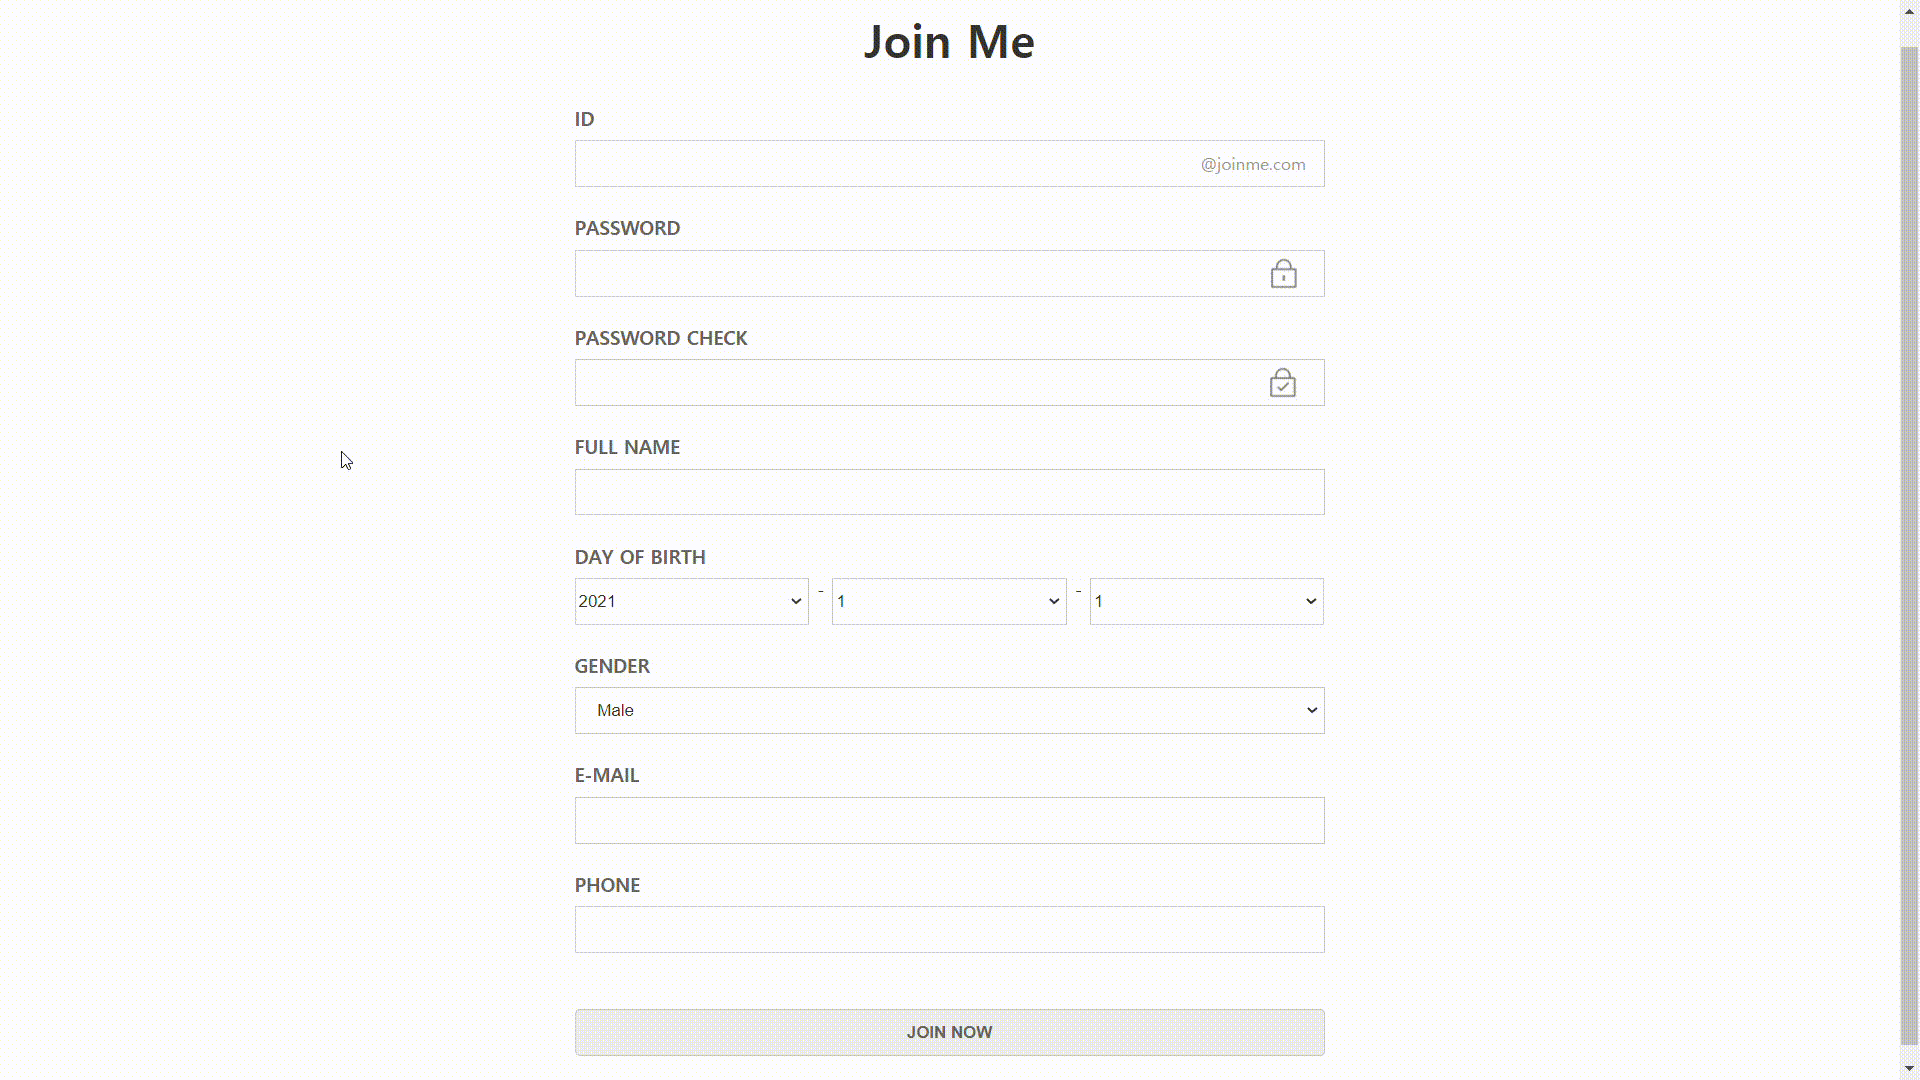 Join Me
ID
@joinme.com
PASSWORD
PASSWORD CHECK
FULL NAME
DAY OF BIRTH
2021 - 1 - 1
GENDER
Male
E-MAIL
PHONE
JOIN NOW